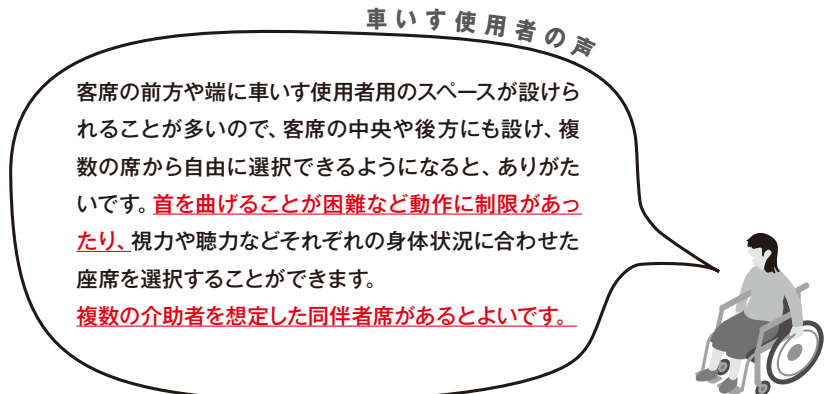 車いす使用者の声
客席の前方や端に車いす使用者用のスペースが設けら
れることが多いので、客席の中央や後方にも設け、複
数の席から自由に選択できるようになると、ありがた
いです。首を曲げることが困難など動作に制限があっ
たり、視力や聴力などそれぞれの身体状況に合わせた
座席を選択することができます。
複数の介助者を想定した同伴者席があるとよいです。